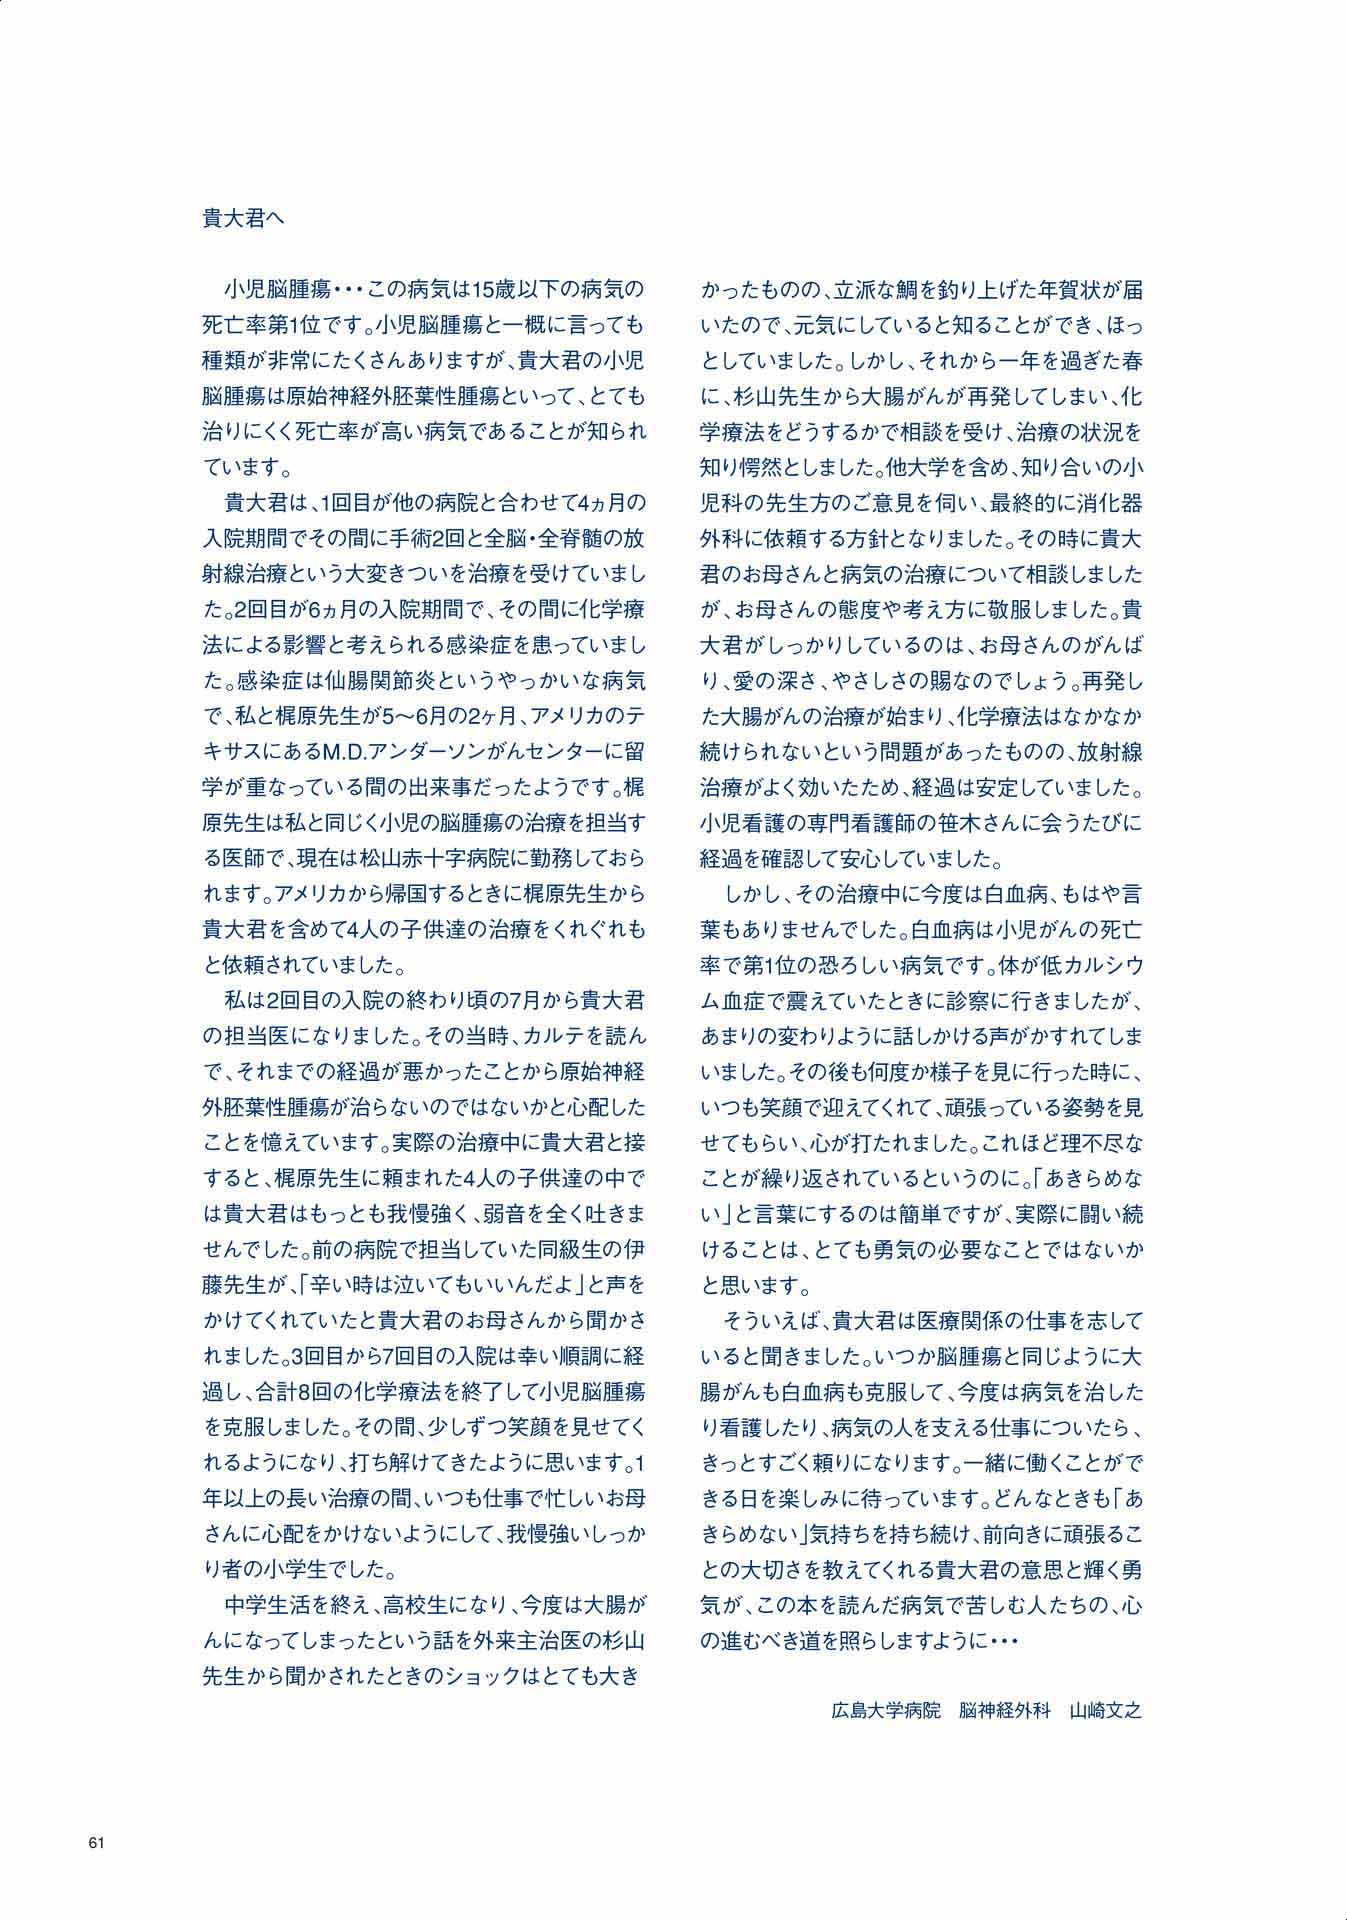 貴大君へ
　小児脳腫瘍・・・この病気は15歳以下の病気の
死亡率第1位です。小児脳腫瘍と一概に言っても
種類が非常にたくさんありますが、貴大君の小児
脳腫瘍は原始神経外胚葉性腫瘍といって、とても
治りにくく死亡率が高い病気であることが知られ
ています。
　貴大君は、1回目が他の病院と合わせて4ヵ月の
入院期間でその間に手術2回と全脳・全脊髄の放
射線治療という大変きついを治療を受けていまし
た。2回目が6ヵ月の入院期間で、その間に化学療
法による影響と考えられる感染症を患っていまし
た。感染症は仙腸関節炎というやっかいな病気
で、私と梶原先生が5～6月の2ヶ月、アメリカのテ
キサスにあるM.D.アンダーソンがんセンターに留
学が重なっている間の出来事だったようです。梶
原先生は私と同じく小児の脳腫瘍の治療を担当す
る医師で、現在は松山赤十字病院に勤務しておら
れます。アメリカから帰国するときに梶原先生から
貴大君を含めて4人の子供達の治療をくれぐれも
と依頼されていました。
　私は2回目の入院の終わり頃の7月から貴大君
の担当医になりました。その当時、カルテを読ん
で、それまでの経過が悪かったことから原始神経
外胚葉性腫瘍が治らないのではないかと心配した
ことを憶えています。実際の治療中に貴大君と接
すると、梶原先生に頼まれた4人の子供達の中で
は貴大君はもっとも我慢強く、弱音を全く吐きま
せんでした。前の病院で担当していた同級生の伊
藤先生が、「辛い時は泣いてもいいんだよ」と声を
かけてくれていたと貴大君のお母さんから聞かさ
れました。3回目から7回目の入院は幸い順調に経
過し、合計8回の化学療法を終了して小児脳腫瘍
を克服しました。その間、少しずつ笑顔を見せてく
れるようになり、打ち解けてきたように思います。1
年以上の長い治療の間、いつも仕事で忙しいお母
さんに心配をかけないようにして、我慢強いしっか
り者の小学生でした。
　中学生活を終え、高校生になり、今度は大腸が
んになってしまったという話を外来主治医の杉山
先生から聞かされたときのショックはとても大き
かったものの、立派な鯛を釣り上げた年賀状が届
いたので、元気にしていると知ることができ、ほっ
としていました。しかし、それから一年を過ぎた春
に、杉山先生から大腸がんが再発してしまい、化
学療法をどうするかで相談を受け、治療の状況を
知り愕然としました。他大学を含め、知り合いの小
児科の先生方のご意見を伺い、最終的に消化器
外科に依頼する方針となりました。その時に貴大
君のお母さんと病気の治療について相談しました
が、お母さんの態度や考え方に敬服しました。貴
大君がしっかりしているのは、お母さんのがんば
り、愛の深さ、やさしさの賜なのでしょう。再発し
た大腸がんの治療が始まり、化学療法はなかなか
続けられないという問題があったものの、放射線
治療がよく効いたため、経過は安定していました。
小児看護の専門看護師の笹木さんに会うたびに
経過を確認して安心していました。
　しかし、その治療中に今度は白血病、もはや言
葉もありませんでした。白血病は小児がんの死亡
率で第1位の恐ろしい病気です。体が低カルシウ
ム血症で震えていたときに診察に行きましたが、
あまりの変わりように話しかける声がかすれてしま
いました。その後も何度か様子を見に行った時に、
いつも笑顔で迎えてくれて、頑張っている姿勢を見
せてもらい、心が打たれました。これほど理不尽な
ことが繰り返されているというのに。「あきらめな
い」と言葉にするのは簡単ですが、実際に闘い続
けることは、とても勇気の必要なことではないか
と思います。
　そういえば、貴大君は医療関係の仕事を志して
いると聞きました。いつか脳腫瘍と同じように大
腸がんも白血病も克服して、今度は病気を治した
り看護したり、病気の人を支える仕事についたら、
きっとすごく頼りになります。一緒に働くことがで
きる日を楽しみに待っています。どんなときも「あ
きらめない」気持ちを持ち続け、前向きに頑張るこ
との大切さを教えてくれる貴大君の意思と輝く勇
気が、この本を読んだ病気で苦しむ人たちの、心
の進むべき道を照らしますように・・・
広島大学病院　脳神経外科　山崎文之
61